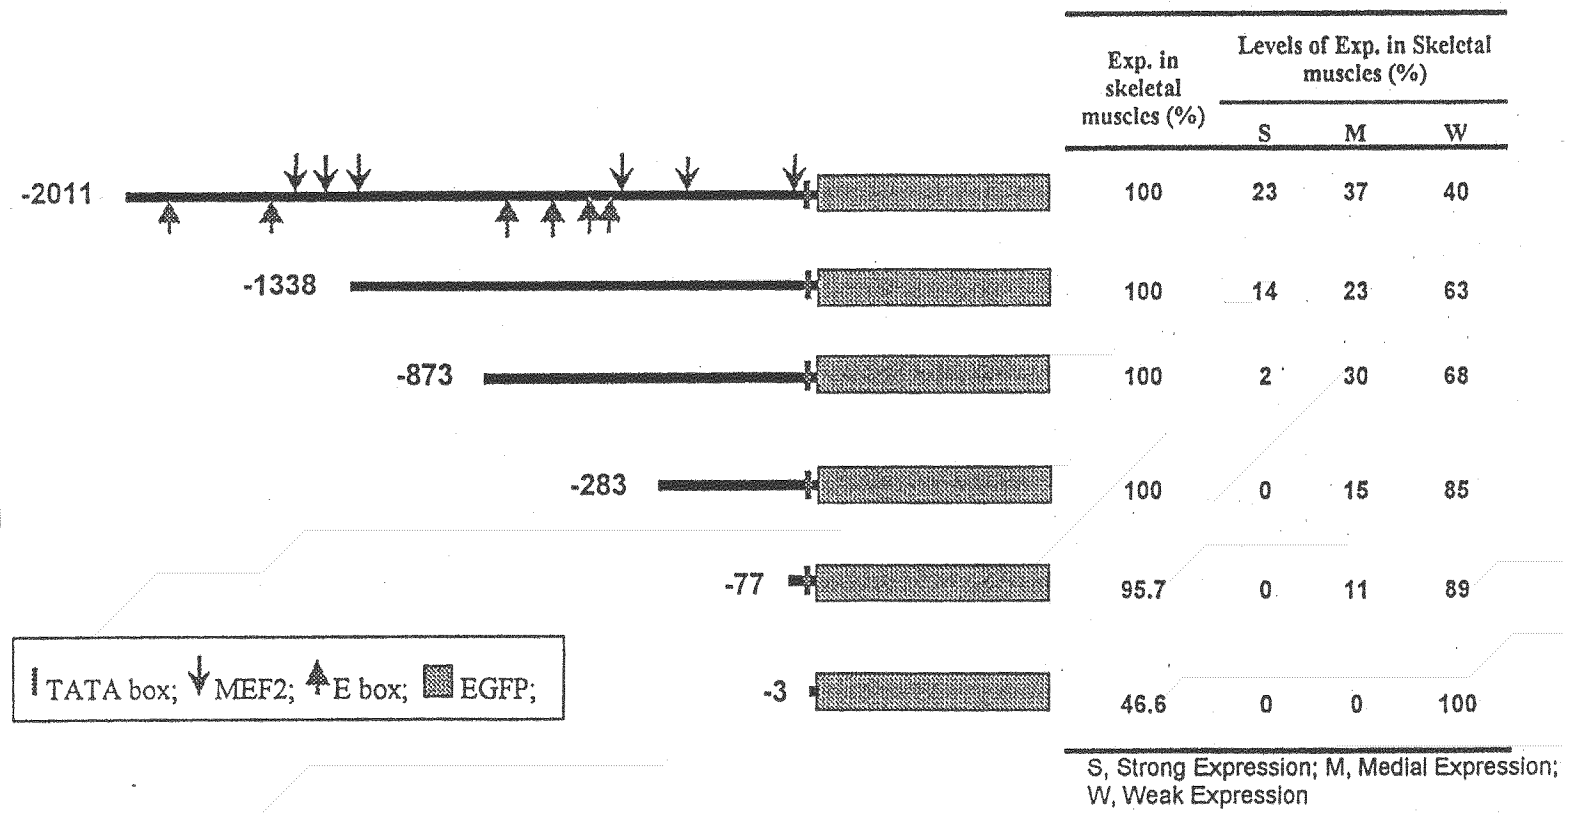 Exp. in
skeletal
muscles (%)
Levels of Exp. in Skeletal
muscles (%)
S M W
-2011 100 23 37 40
-1338 100 14 23 63
-873 100 2 30 68
-283 100 0 15 85
-77 95.7 0 11 89
-3 46.6 0 0 100
TATA box; MEF2; E box; EGFP;
S, Strong Expression; M, Medial Expression;
W, Weak Expression